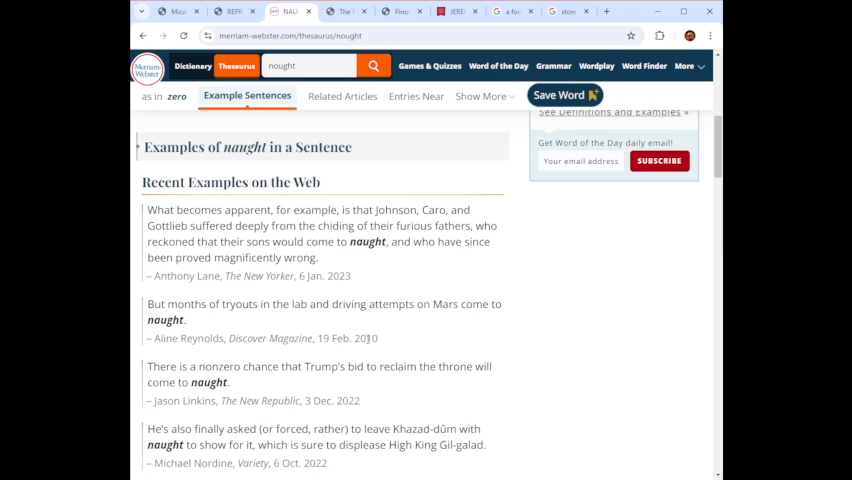 Mical
REPR
NAU
The I
Pinoi
JERE!
a foc
store
merriam-webster.com/thesaurus/nought
Merriam-Webster
Dictionary Thesaurus nought Games & Quizzes Word of the Day Grammar Wordplay Word Finder More
as in zero Example Sentences Related Articles Entries Near Show More Save Word
See Definitions and Examples »
Get Word of the Day daily email!
Your email address SUBSCRIBE
Examples of naught in a Sentence
Recent Examples on the Web
What becomes apparent, for example, is that Johnson, Caro, and
Gottlieb suffered deeply from the chiding of their furious fathers, who
reckoned that their sons would come to naught, and who have since
been proved magnificently wrong.
– Anthony Lane, The New Yorker, 6 Jan. 2023
But months of tryouts in the lab and driving attempts on Mars come to
naught.
– Aline Reynolds, Discover Magazine, 19 Feb. 2010
There is a nonzero chance that Trump's bid to reclaim the throne will
come to naught.
– Jason Linkins, The New Republic, 3 Dec. 2022
He's also finally asked (or forced, rather) to leave Khazad-dûm with
naught to show for it, which is sure to displease High King Gil-galad.
– Michael Nordine, Variety, 6 Oct. 2022